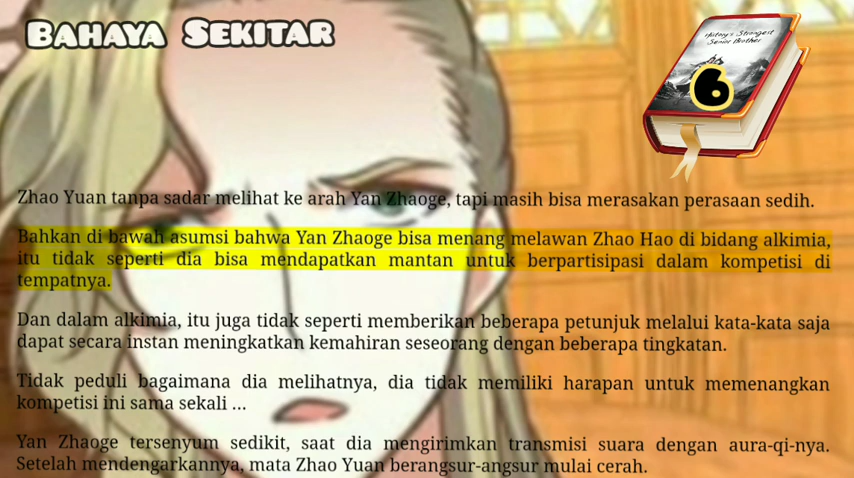 Bahaya Sekitar
History's Strongest
Senior Brother
6
Zhao Yuan tanpa sadar melihat ke arah Yan Zhaoge, tapi masih bisa merasakan perasaan sedih.
Bahkan di bawah asumsi bahwa Yan Zhaoge bisa menang melawan Zhao Hao di bidang alkimia,
itu tidak seperti dia bisa mendapatkan mantan untuk berpartisipasi dalam kompetisi di
tempatnya.
Dan dalam alkimia, itu juga tidak seperti memberikan beberapa petunjuk melalui kata-kata saja
dapat secara instan meningkatkan kemahiran seseorang dengan beberapa tingkatan.
Tidak peduli bagaimana dia melihatnya, dia tidak memiliki harapan untuk memenangkan
kompetisi ini sama sekali ...
Yan Zhaoge tersenyum sedikit, saat dia mengirimkan transmisi suara dengan aura-qi-nya.
Setelah mendengarkannya, mata Zhao Yuan berangsur-angsur mulai cerah.